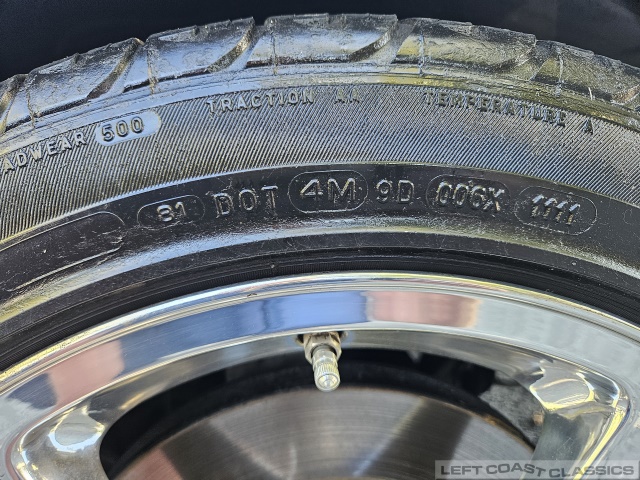 TRACTION AA TEMPERATURE A
ADWEAR 500
81 DOT 4M 9D 006X 1111
LEFT COAST CLASSICS